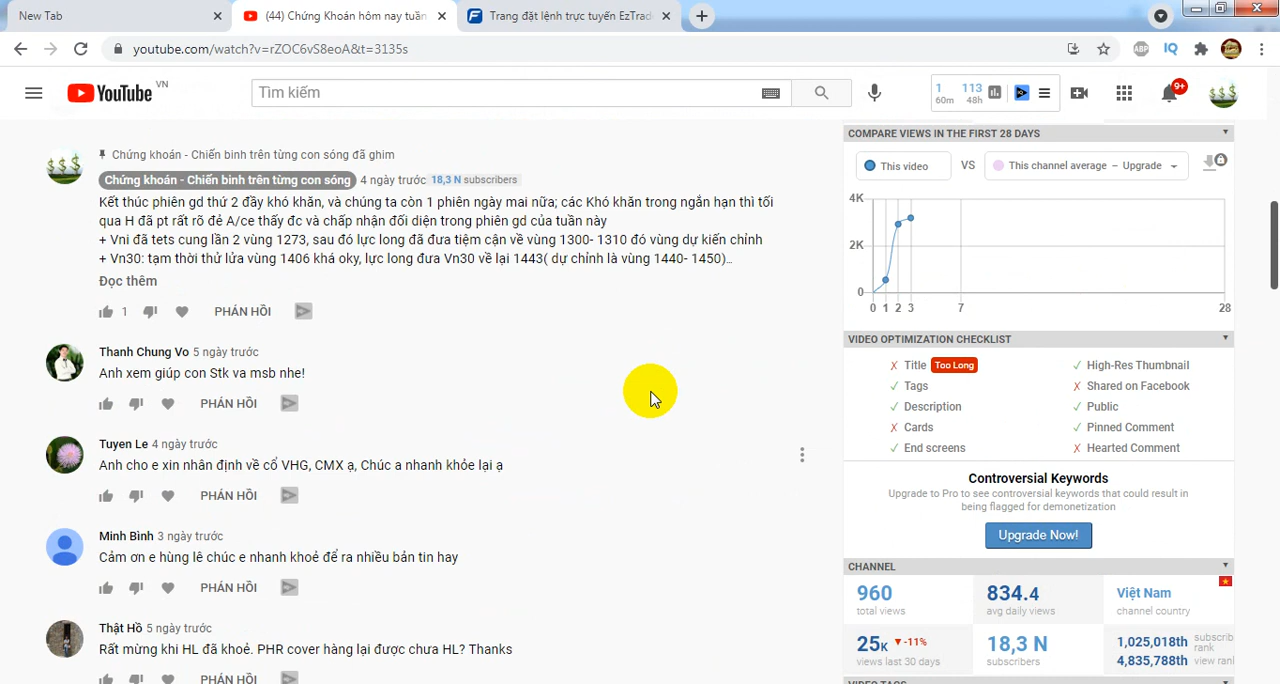 New Tab
(44) Chứng Khoán hôm nay tuần
Trang đặt lệnh trực tuyến EzTrad
youtube.com/watch?v=rZOC6vS8eoA&t=3135s
ABP
IQ
YouTube VN
Tìm kiếm
1 60m
113 48h
9+
Chứng khoán - Chiến binh trên từng con sóng đã ghim
Chứng khoán - Chiến binh trên từng con sóng 4 ngày trước 18,3 N subscribers
Kết thúc phiên gd thứ 2 đầy khó khăn, và chúng ta còn 1 phiên ngày mai nữa; các Khó khăn trong ngắn hạn thì tối
qua H đã pt rất rõ để A/ce thấy đc và chấp nhận đối diện trong phiên gd của tuần này
+ Vni đã tets cung lần 2 vùng 1273, sau đó lực long đã đưa tiệm cận về vùng 1300- 1310 đó vùng dự kiến chỉnh
+ Vn30: tạm thời thử lửa vùng 1406 khá oky, lực long đưa Vn30 về lại 1443( dự chỉnh là vùng 1440- 1450)...
Đọc thêm
1 PHẢN HỒI
Thanh Chung Vo 5 ngày trước
Anh xem giúp con Stk va msb nhe!
PHẢN HỒI
Tuyen Le 4 ngày trước
Anh cho e xin nhân định về cổ VHG, CMX ạ, Chúc a nhanh khỏe lại ạ
PHẢN HỒI
Minh Bình 3 ngày trước
Cảm ơn e hùng lê chúc e nhanh khoẻ để ra nhiều bản tin hay
PHẢN HỒI
Thật Hồ 5 ngày trước
Rất mừng khi HL đã khoẻ. PHR cover hàng lại được chưa HL? Thanks
PHẢN HỒI
COMPARE VIEWS IN THE FIRST 28 DAYS
This video VS This channel average – Upgrade
4K
2K
0
0 1 2 3 7 28
VIDEO OPTIMIZATION CHECKLIST
✗ Title Too Long
✓ High-Res Thumbnail
✓ Tags
✗ Shared on Facebook
✓ Description
✓ Public
✗ Cards
✓ Pinned Comment
✓ End screens
✗ Hearted Comment
Controversial Keywords
Upgrade to Pro to see controversial keywords that could result in
being flagged for demonetization
Upgrade Now!
CHANNEL
960
total views
834.4
avg daily views
Việt Nam
channel country
25K ▼-11%
views last 30 days
18,3 N
subscribers
1,025,018th subscrib
rank
4,835,788th view ran
VIDEO TAGS